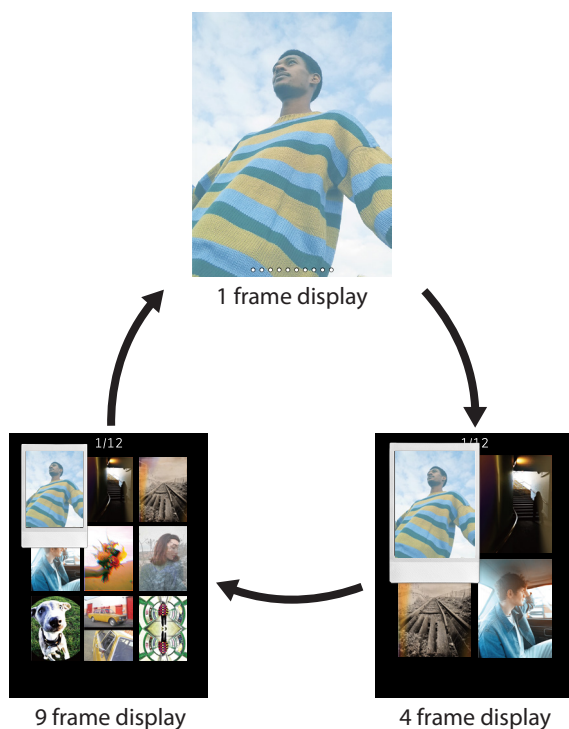 1 frame display
1/12
1/12
9 frame display
4 frame display